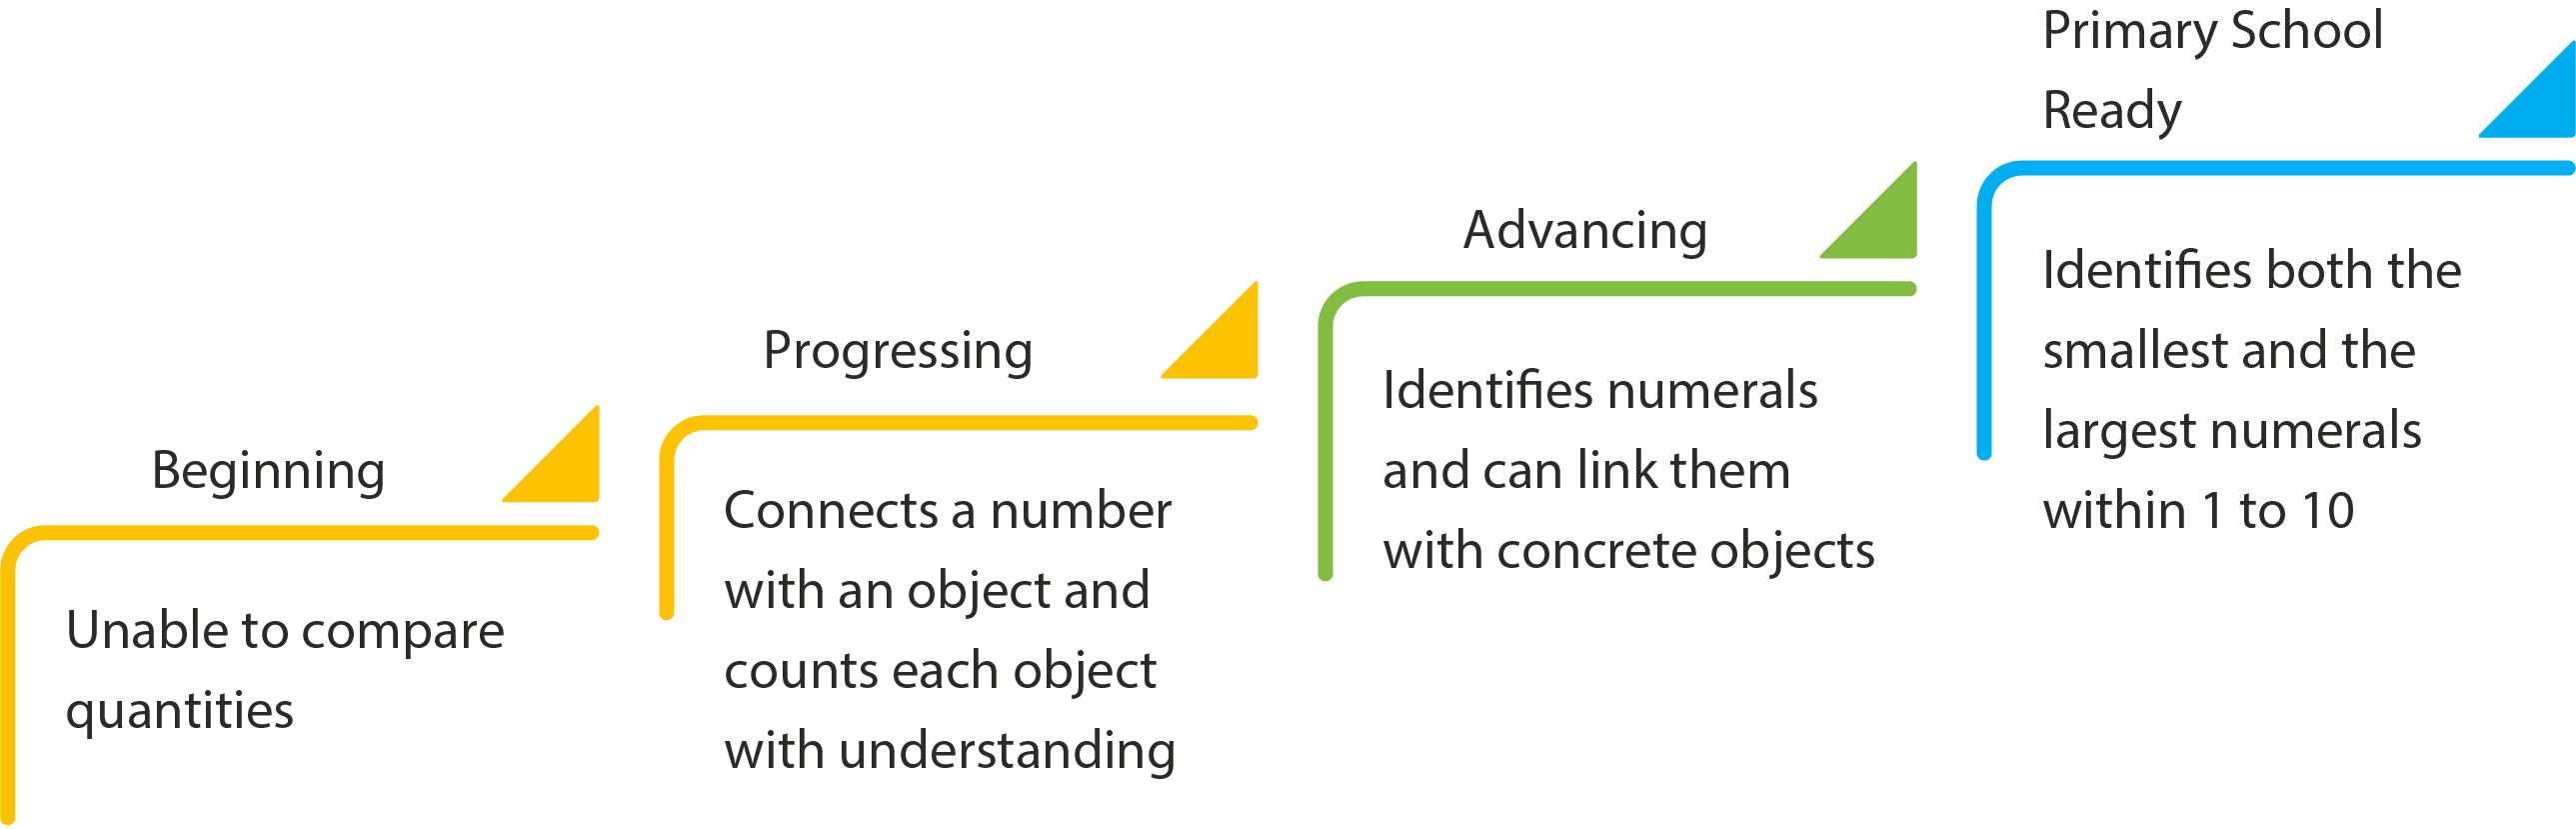 Beginning
Unable to compare
quantities
Progressing
Connects a number
with an object and
counts each object
with understanding
Advancing
Identifies numerals
and can link them
with concrete objects
Primary School
Ready
Identifies both the
smallest and the
largest numerals
within 1 to 10